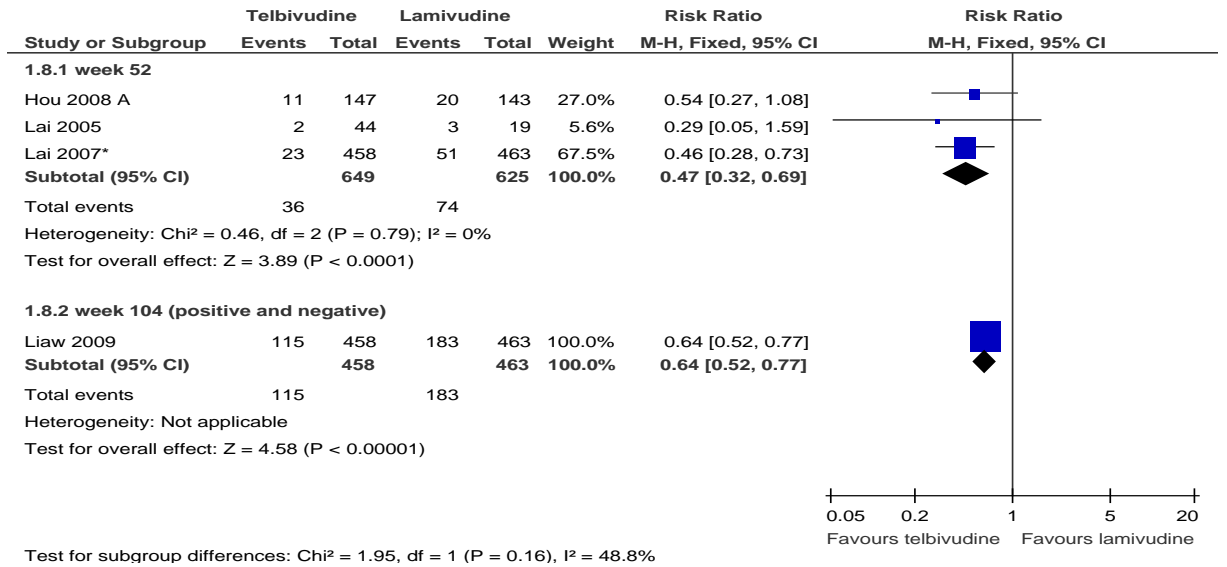 Telbivudine Lamivudine Risk Ratio Risk Ratio
Study or Subgroup Events Total Events Total Weight M-H, Fixed, 95% CI M-H, Fixed, 95% CI
1.8.1 week 52
Hou 2008 A 11 147 20 143 27.0% 0.54 [0.27, 1.08]
Lai 2005 2 44 3 19 5.6% 0.29 [0.05, 1.59]
Lai 2007* 23 458 51 463 67.5% 0.46 [0.28, 0.73]
Subtotal (95% CI) 649 625 100.0% 0.47 [0.32, 0.69]
Total events 36 74
Heterogeneity: Chi² = 0.46, df = 2 (P = 0.79); I² = 0%
Test for overall effect: Z = 3.89 (P < 0.0001)
1.8.2 week 104 (positive and negative)
Liaw 2009 115 458 183 463 100.0% 0.64 [0.52, 0.77]
Subtotal (95% CI) 458 463 100.0% 0.64 [0.52, 0.77]
Total events 115 183
Heterogeneity: Not applicable
Test for overall effect: Z = 4.58 (P < 0.00001)
0.05 0.2 1 5 20
Favours telbivudine Favours lamivudine
Test for subgroup differences: Chi² = 1.95, df = 1 (P = 0.16), I² = 48.8%